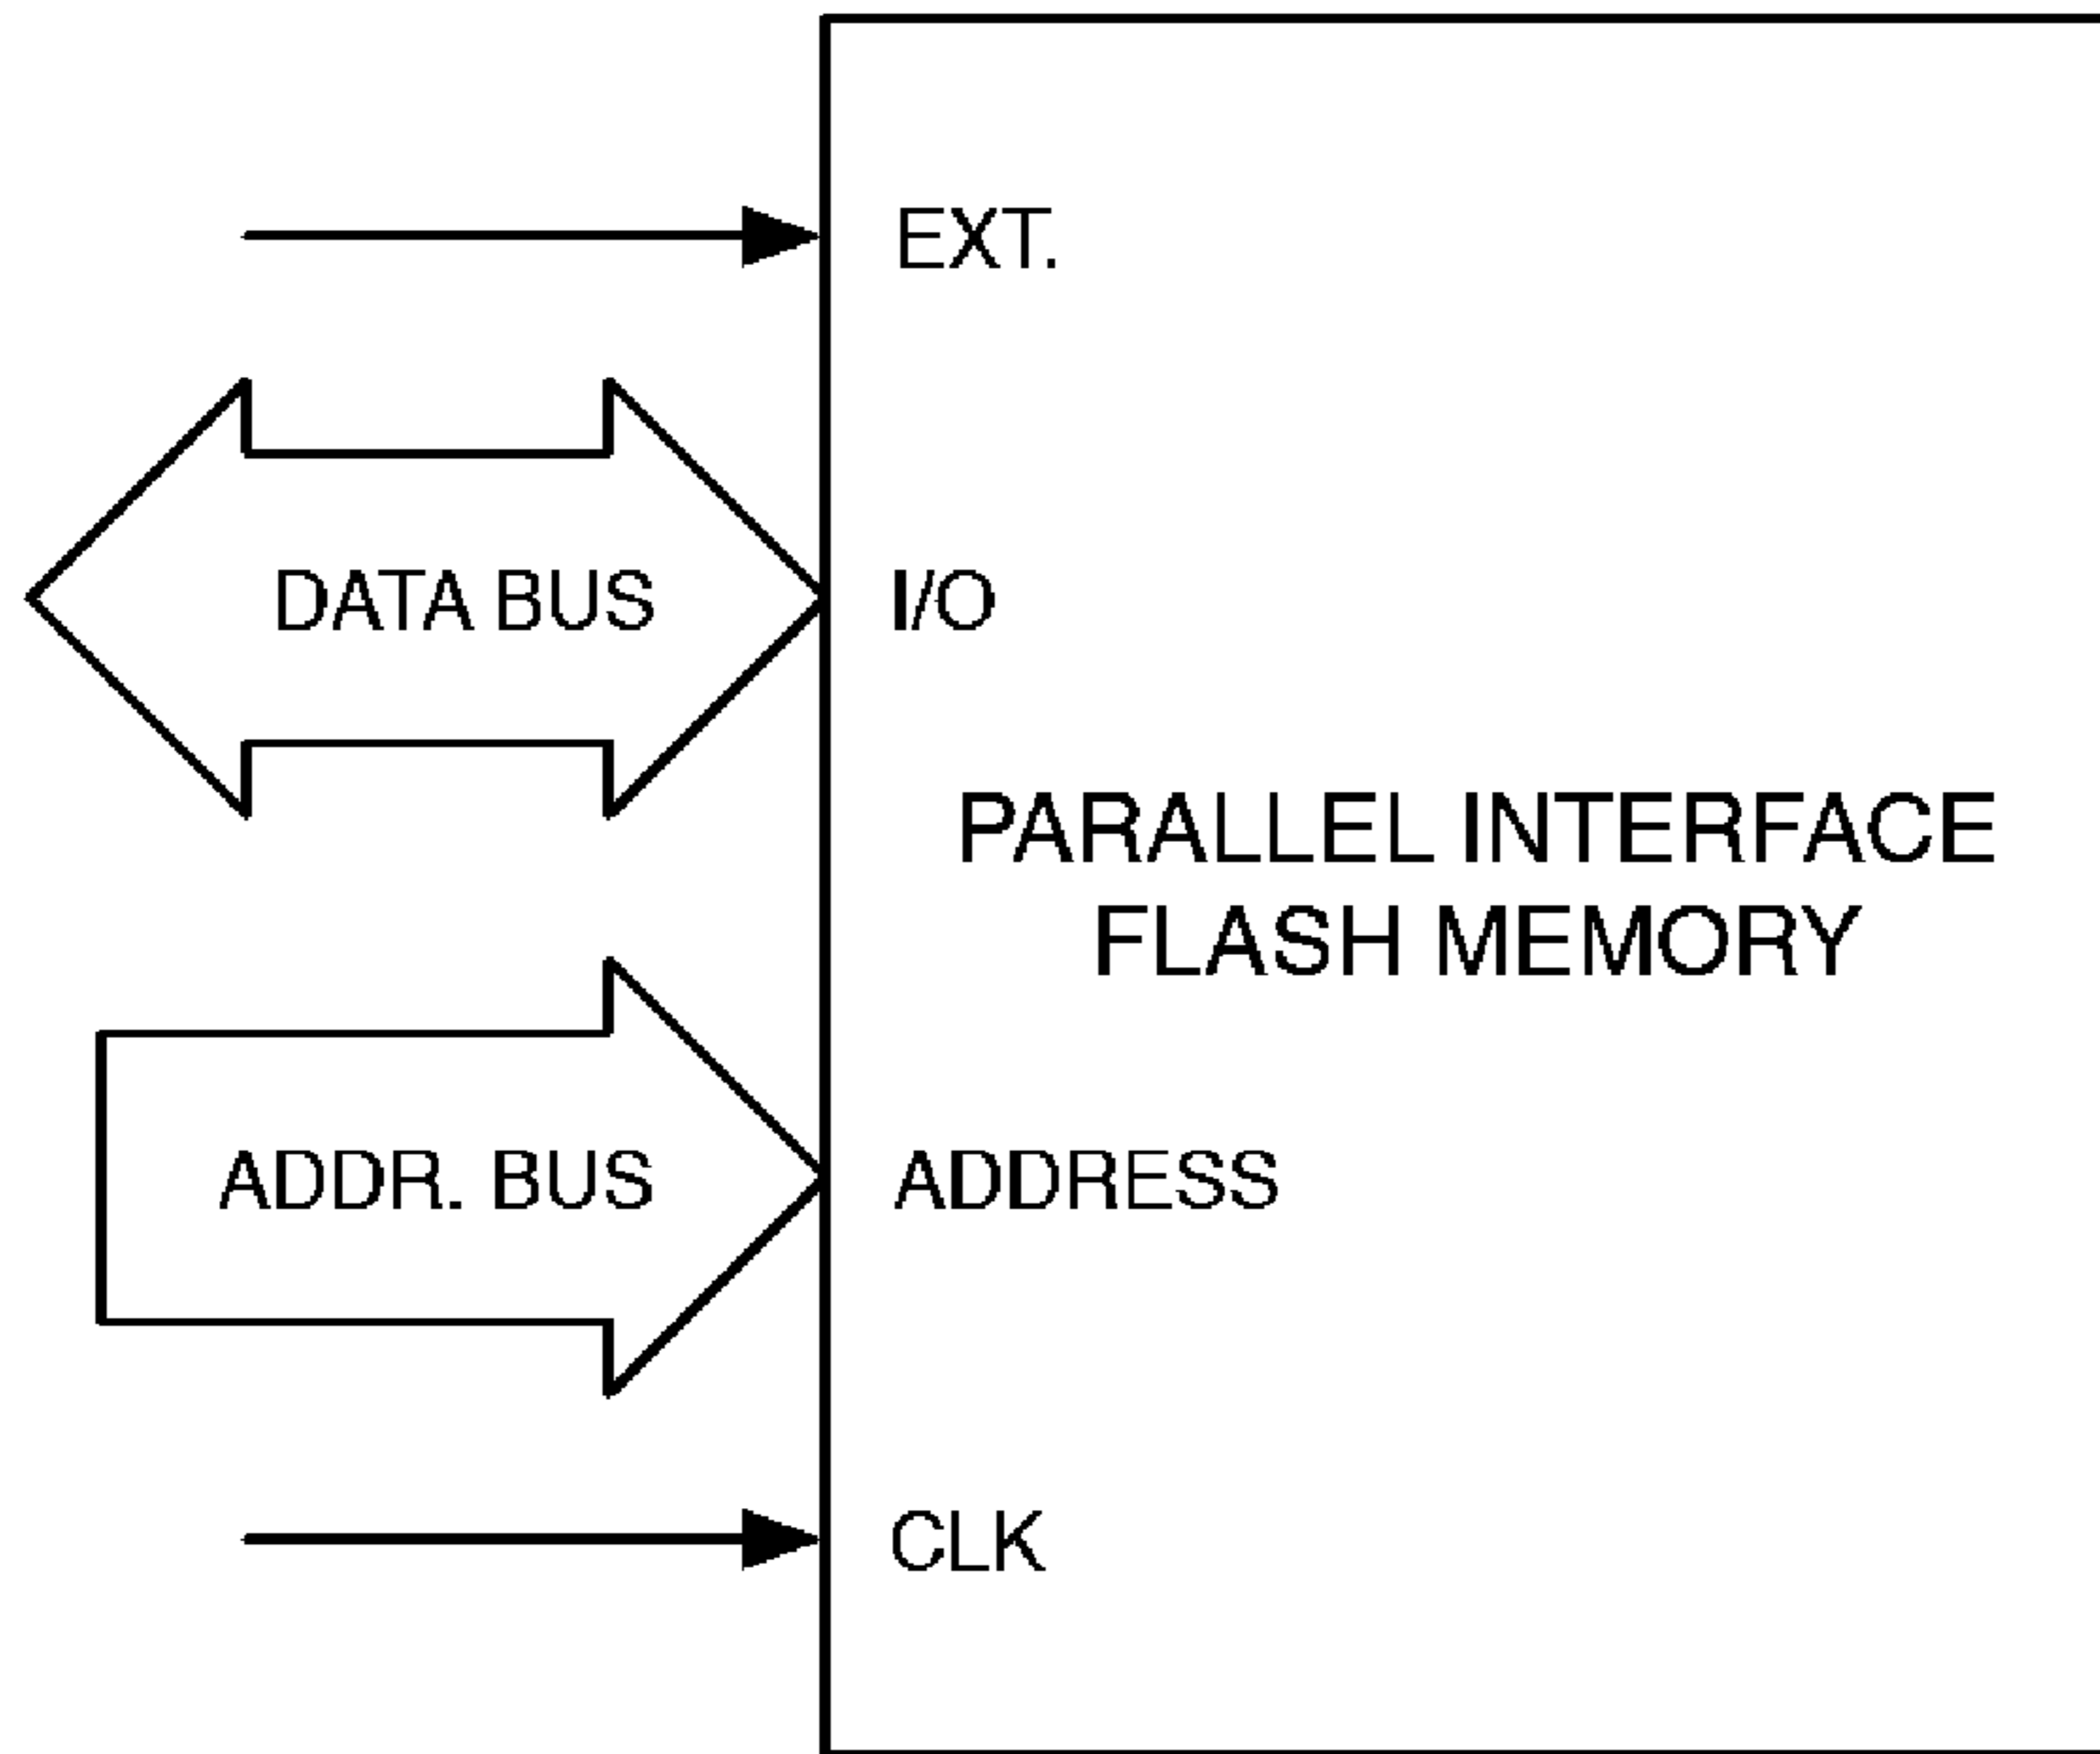 EXT.
DATA BUS
I/O
PARALLEL INTERFACE
FLASH MEMORY
ADDR. BUS
ADDRESS
CLK